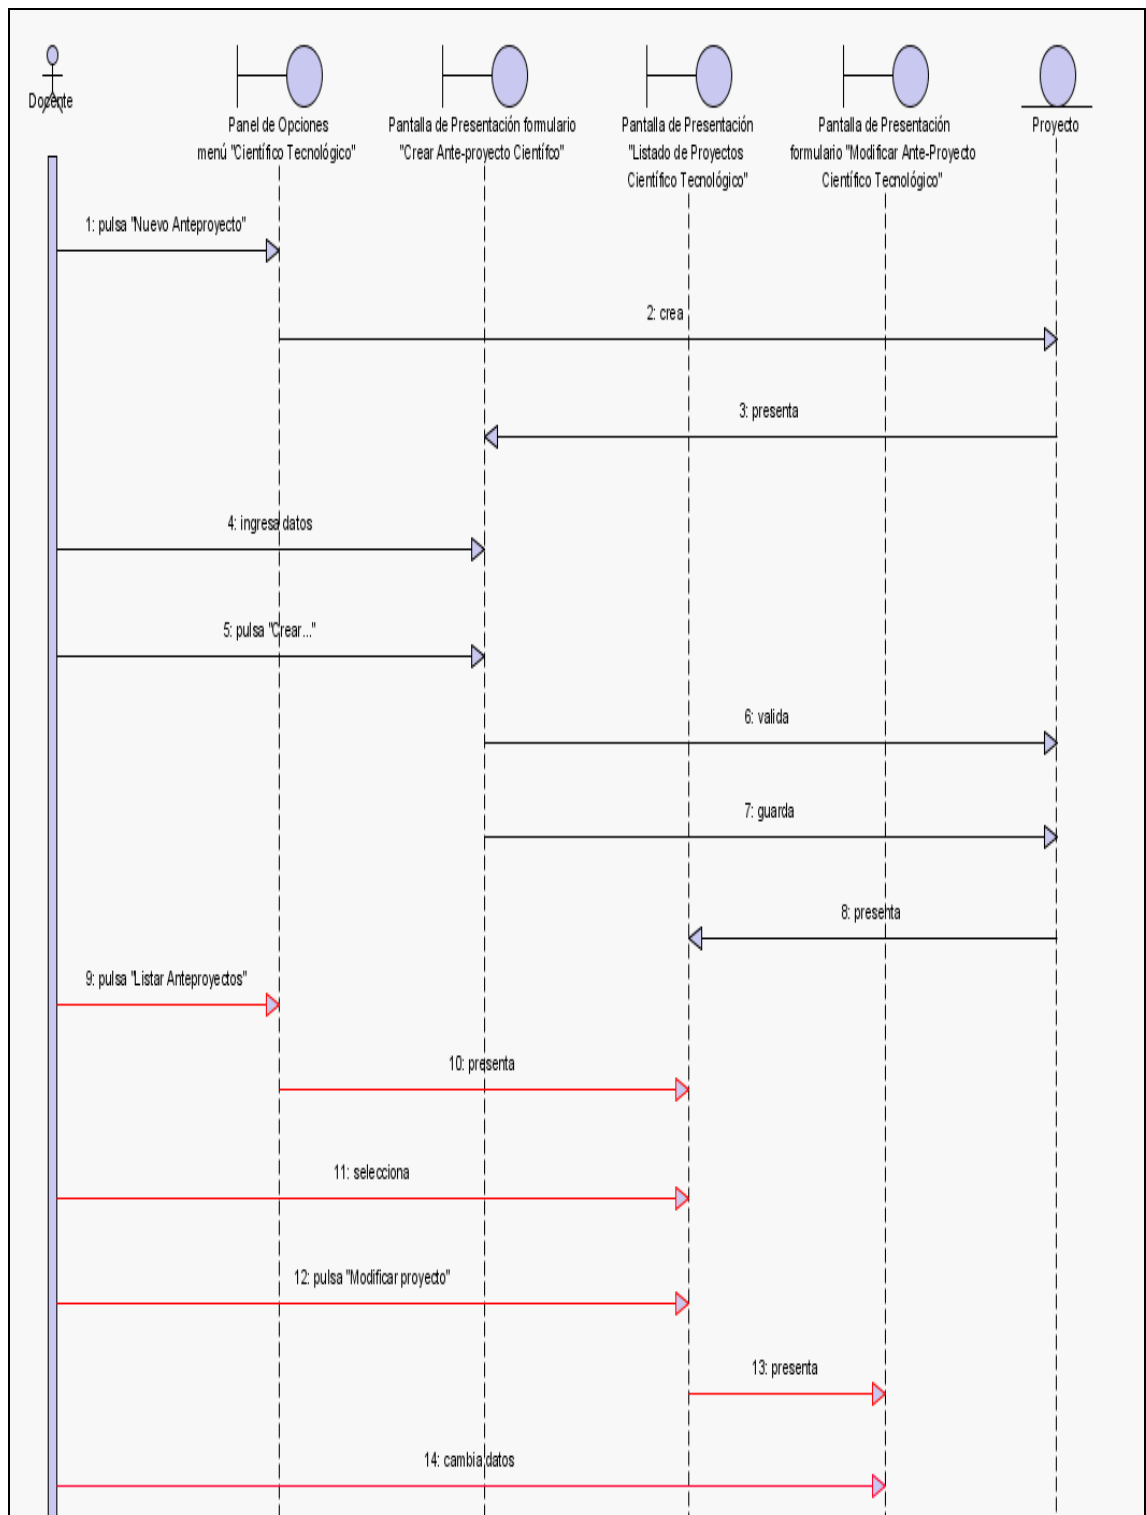 Docente
Panel de Opciones
menú "Científico Tecnológico"
Pantalla de Presentación formulario
"Crear Ante-proyecto Científco"
Pantalla de Presentación
"Listado de Proyectos
Científico Tecnológico"
Pantalla de Presentación
formulario "Modificar Ante-Proyecto
Científico Tecnológico"
Proyecto
1: pulsa "Nuevo Anteproyecto"
2: crea
3: presenta
4: ingresa datos
5: pulsa "Crear..."
6: valida
7: guarda
8: presenta
9: pulsa "Listar Anteproyectos"
10: presenta
11: selecciona
12: pulsa "Modificar proyecto"
13: presenta
14: cambia datos